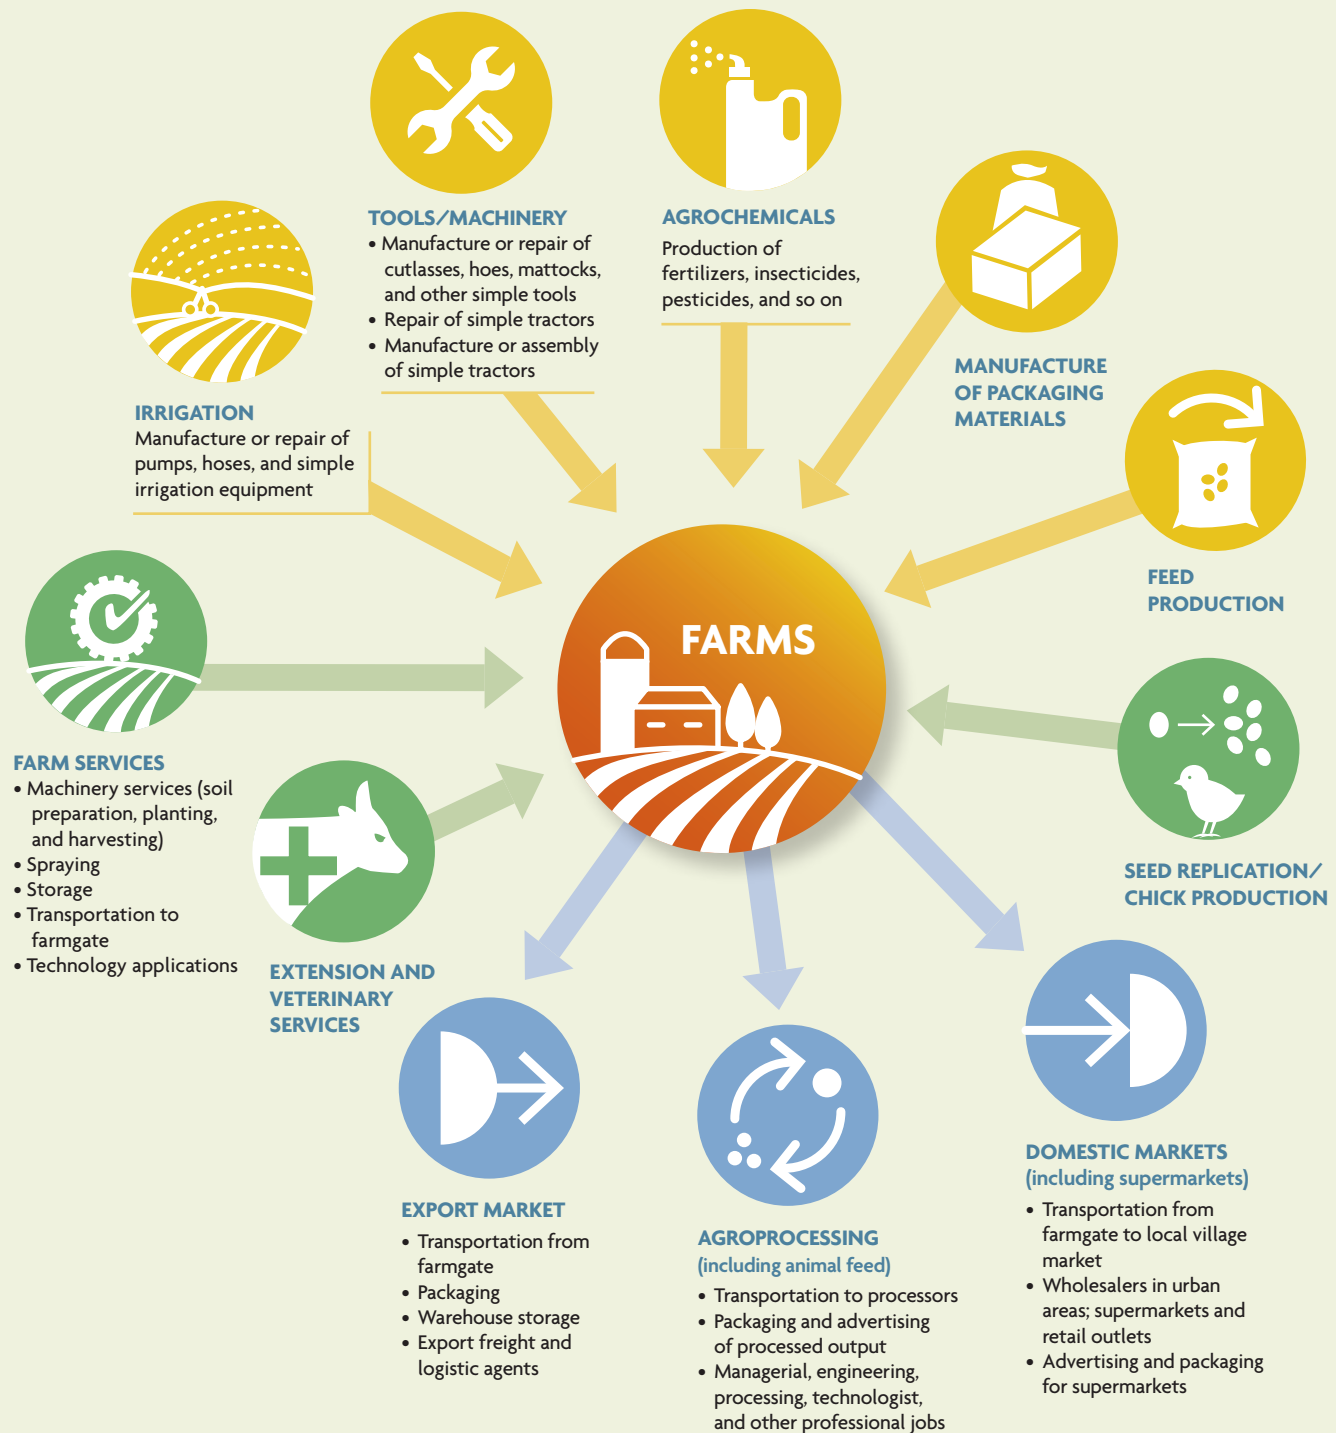 TOOLS/MACHINERY
• Manufacture or repair of
cutlasses, hoes, mattocks,
and other simple tools
• Repair of simple tractors
• Manufacture or assembly
of simple tractors
AGROCHEMICALS
Production of
fertilizers, insecticides,
pesticides, and so on
MANUFACTURE
OF PACKAGING
MATERIALS
IRRIGATION
Manufacture or repair of
pumps, hoses, and simple
irrigation equipment
FEED
PRODUCTION
FARMS
FARM SERVICES
• Machinery services (soil
preparation, planting,
and harvesting)
• Spraying
• Storage
• Transportation to
farmgate
• Technology applications
SEED REPLICATION/
CHICK PRODUCTION
EXTENSION AND
VETERINARY
SERVICES
EXPORT MARKET
• Transportation from
farmgate
• Packaging
• Warehouse storage
• Export freight and
logistic agents
AGROPROCESSING
(including animal feed)
• Transportation to processors
• Packaging and advertising
of processed output
• Managerial, engineering,
processing, technologist,
and other professional jobs
DOMESTIC MARKETS
(including supermarkets)
• Transportation from
farmgate to local village
market
• Wholesalers in urban
areas; supermarkets and
retail outlets
• Advertising and packaging
for supermarkets